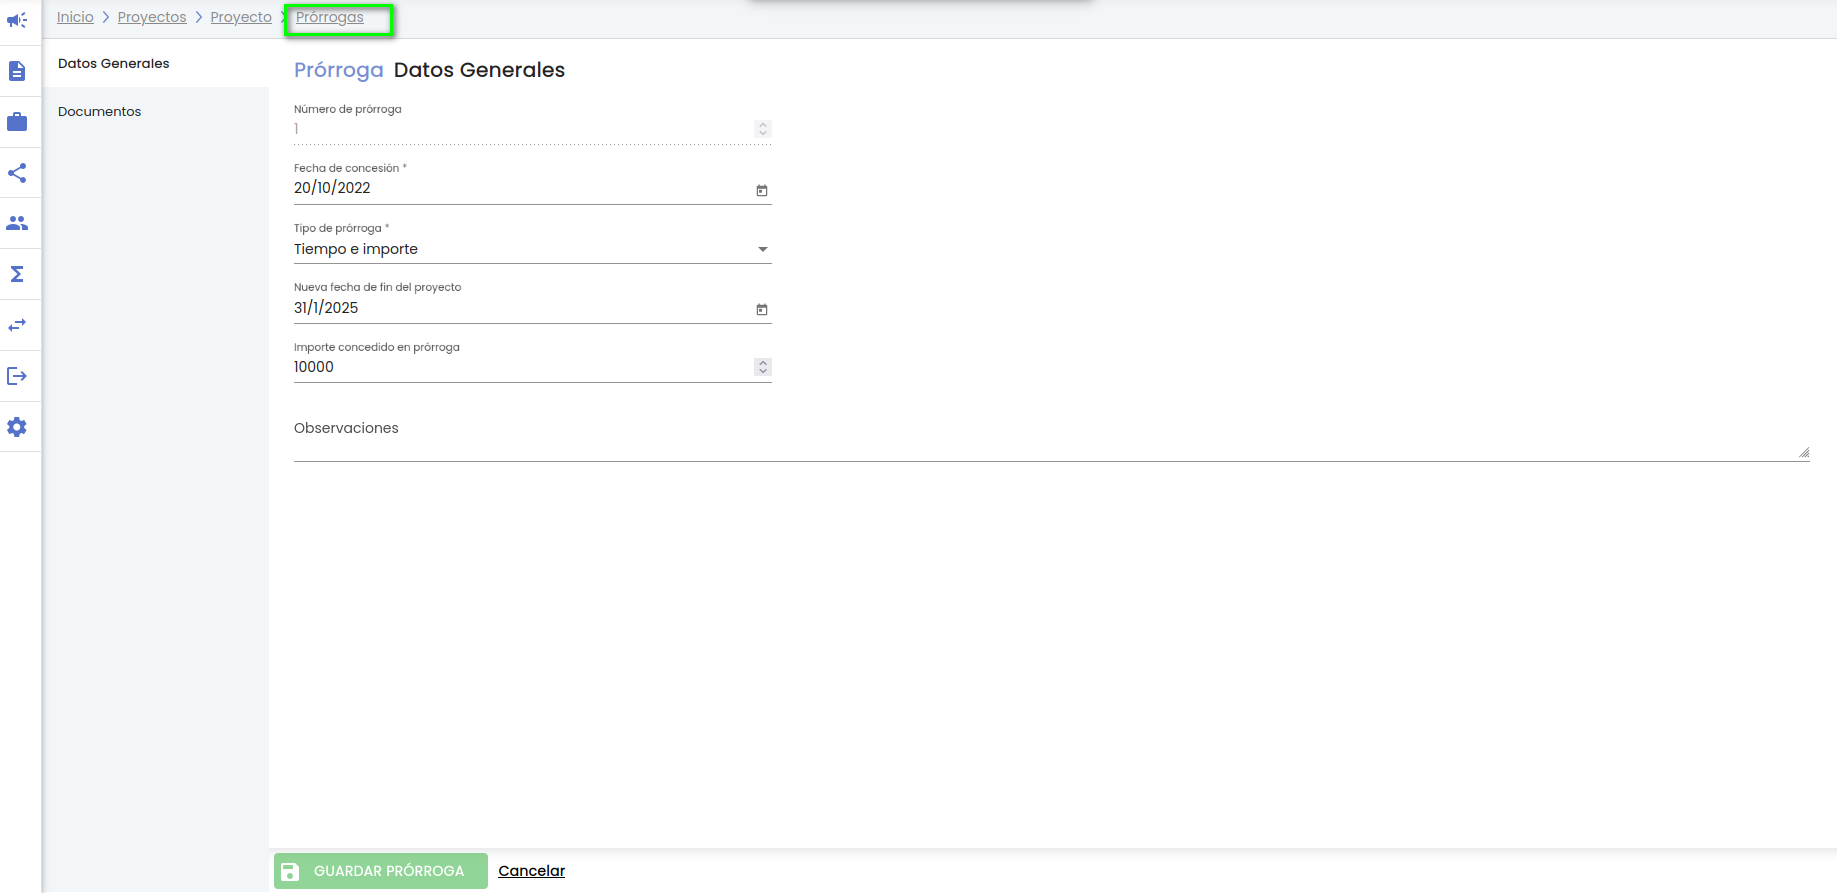 Inicio > Proyectos > Proyecto > Prórrogas
Datos Generales
Documentos
Prórroga Datos Generales
Número de prórroga
1
Fecha de concesión *
20/10/2022
Tipo de prórroga *
Tiempo e importe
Nueva fecha de fin del proyecto
31/1/2025
Importe concedido en prórroga
10000
Observaciones
GUARDAR PRÓRROGA Cancelar